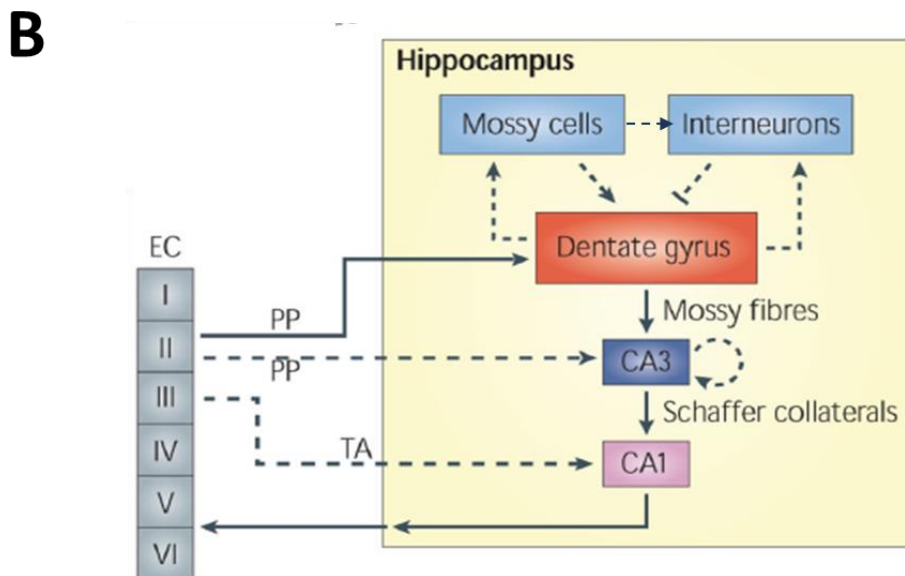 B
Hippocampus
Mossy cells
Interneurons
Dentate gyrus
EC
I
II
III
IV
V
VI
PP
PP
TA
Mossy fibres
CA3
Schaffer collaterals
CA1